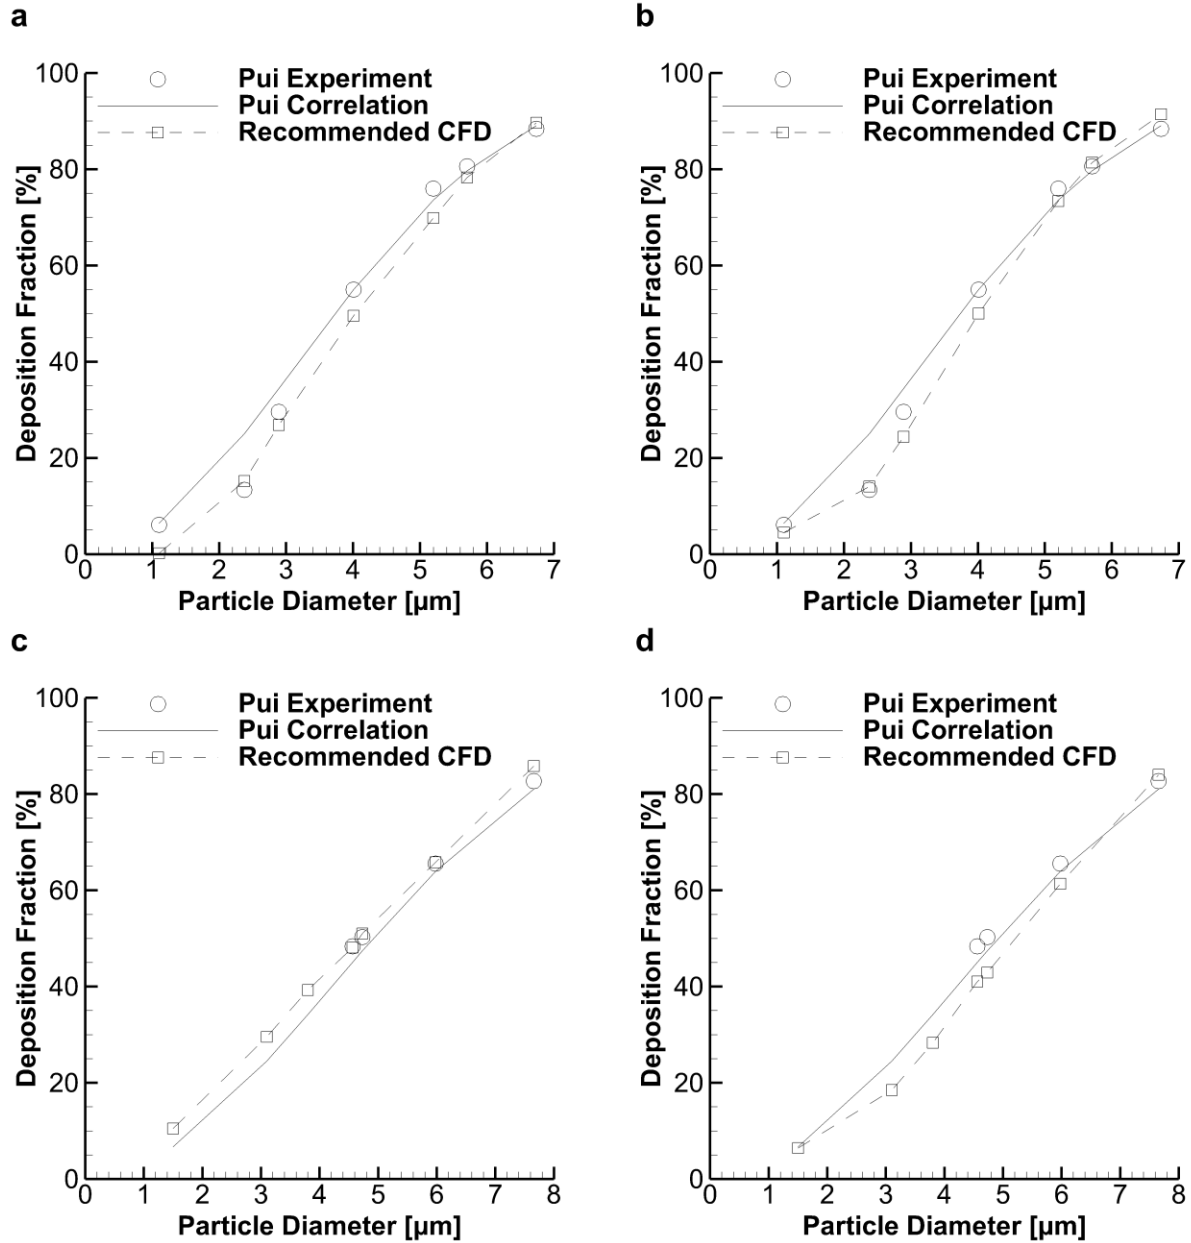 a
100
80
60
40
20
0
Deposition Fraction [%]
Pui Experiment
Pui Correlation
Recommended CFD
0 1 2 3 4 5 6 7
Particle Diameter [µm]
b
100
80
60
40
20
0
Deposition Fraction [%]
Pui Experiment
Pui Correlation
Recommended CFD
0 1 2 3 4 5 6 7
Particle Diameter [µm]
c
100
80
60
40
20
0
Deposition Fraction [%]
Pui Experiment
Pui Correlation
Recommended CFD
0 1 2 3 4 5 6 7 8
Particle Diameter [µm]
d
100
80
60
40
20
0
Deposition Fraction [%]
Pui Experiment
Pui Correlation
Recommended CFD
0 1 2 3 4 5 6 7 8
Particle Diameter [µm]